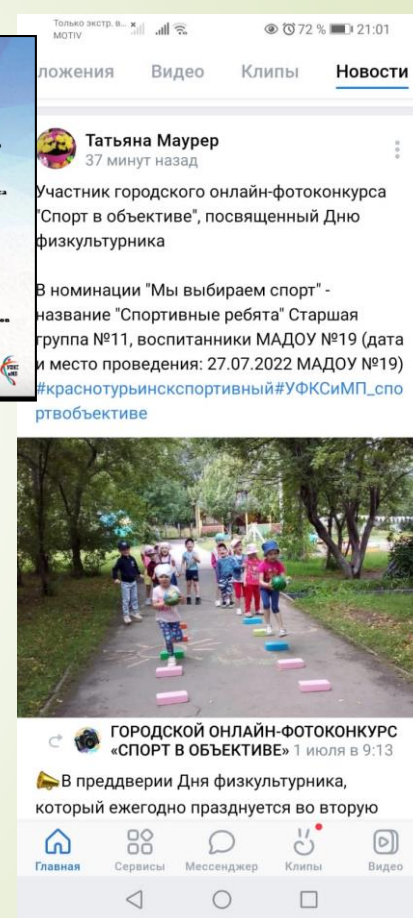 Только экстр. в...
MOTIV
72 % 21:01
ложения Видео Клипы Новости
Татьяна Маурер
37 минут назад
Участник городского онлайн-фотоконкурса
"Спорт в объективе", посвященный Дню
физкультурника
В номинации "Мы выбираем спорт" -
название "Спортивные ребята" Старшая
группа №11, воспитанники МАДОУ №19 (дата
и место проведения: 27.07.2022 МАДОУ №19)
#краснотурьинскспортивный#УФКСиМП_спо
ртвобъективе
ГОРОДСКОЙ ОНЛАЙН-ФОТОКОНКУРС
«СПОРТ В ОБЪЕКТИВЕ» 1 июля в 9:13
В преддверии Дня физкультурника,
который ежегодно празднуется во вторую
Главная Сервисы Мессенджер Клипы Видео